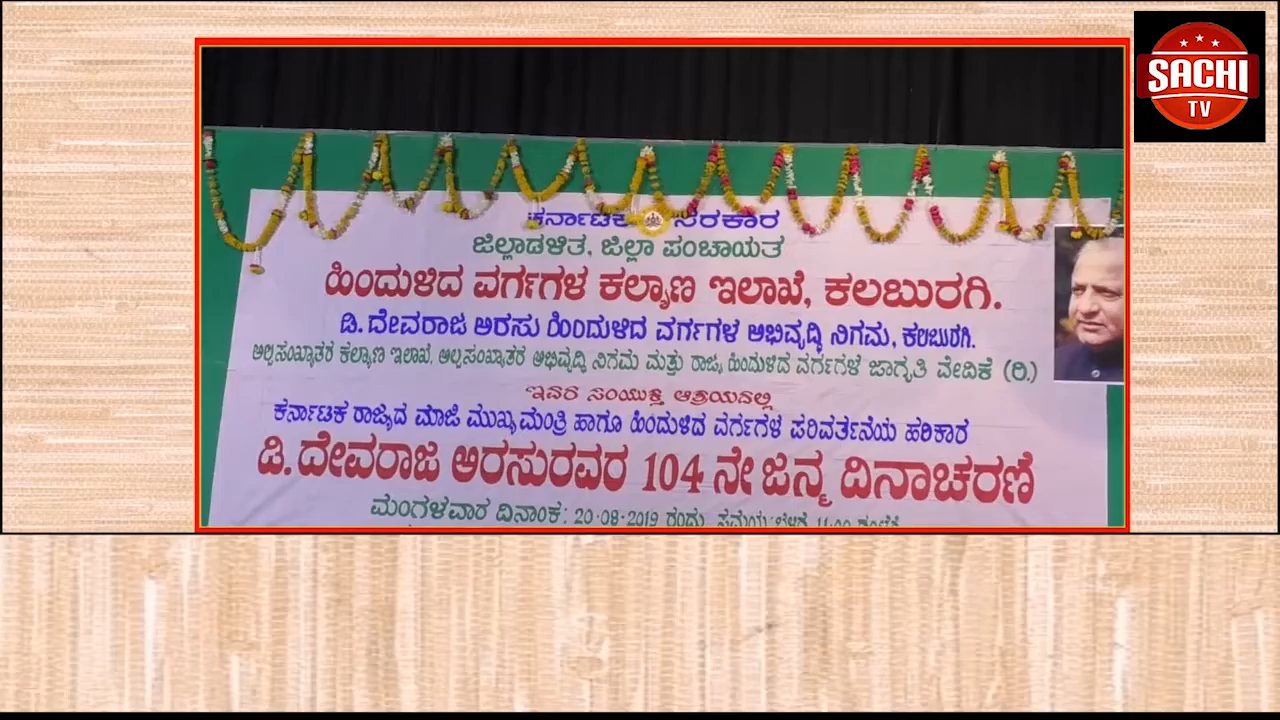 SACHI
TV
ಕರ್ನಾಟಕ ಸರಕಾರ
ಜಿಲ್ಲಾಡಳಿತ, ಜಿಲ್ಲಾ ಪಂಚಾಯತ
ಹಿಂದುಳಿದ ವರ್ಗಗಳ ಕಲ್ಯಾಣ ಇಲಾಖೆ, ಕಲಬುರಗಿ.
ಡಿ. ದೇವರಾಜ ಅರಸು ಹಿಂದುಳಿದ ವರ್ಗಗಳ ಅಭಿವೃದ್ಧಿ ನಿಗಮ, ಕಲಬುರಗಿ.
ಅಲ್ಪಸಂಖ್ಯಾತರ ಕಲ್ಯಾಣ ಇಲಾಖೆ, ಅಲ್ಪಸಂಖ್ಯಾತರ ಅಭಿವೃದ್ಧಿ ನಿಗಮ ಮತ್ತು ರಾಜ್ಯ ಹಿಂದುಳಿದ ವರ್ಗಗಳ ಜಾಗೃತಿ ವೇದಿಕೆ (ರಿ.)
ಇವರ ಸಂಯುಕ್ತ ಆಶ್ರಯದಲ್ಲಿ
ಕರ್ನಾಟಕ ರಾಜ್ಯದ ಮಾಜಿ ಮುಖ್ಯಮಂತ್ರಿ ಹಾಗೂ ಹಿಂದುಳಿದ ವರ್ಗಗಳ ಪರಿವರ್ತನೆಯ ಹರಿಕಾರ
ಡಿ. ದೇವರಾಜ ಅರಸುರವರ 104 ನೇ ಜನ್ಮ ದಿನಾಚರಣೆ
ಮಂಗಳವಾರ ದಿನಾಂಕ: 20-08-2019 ರಂದು, ಸಮಯ: ಬೆಳಿಗ್ಗೆ 11:00 ಗಂಟೆಗೆ